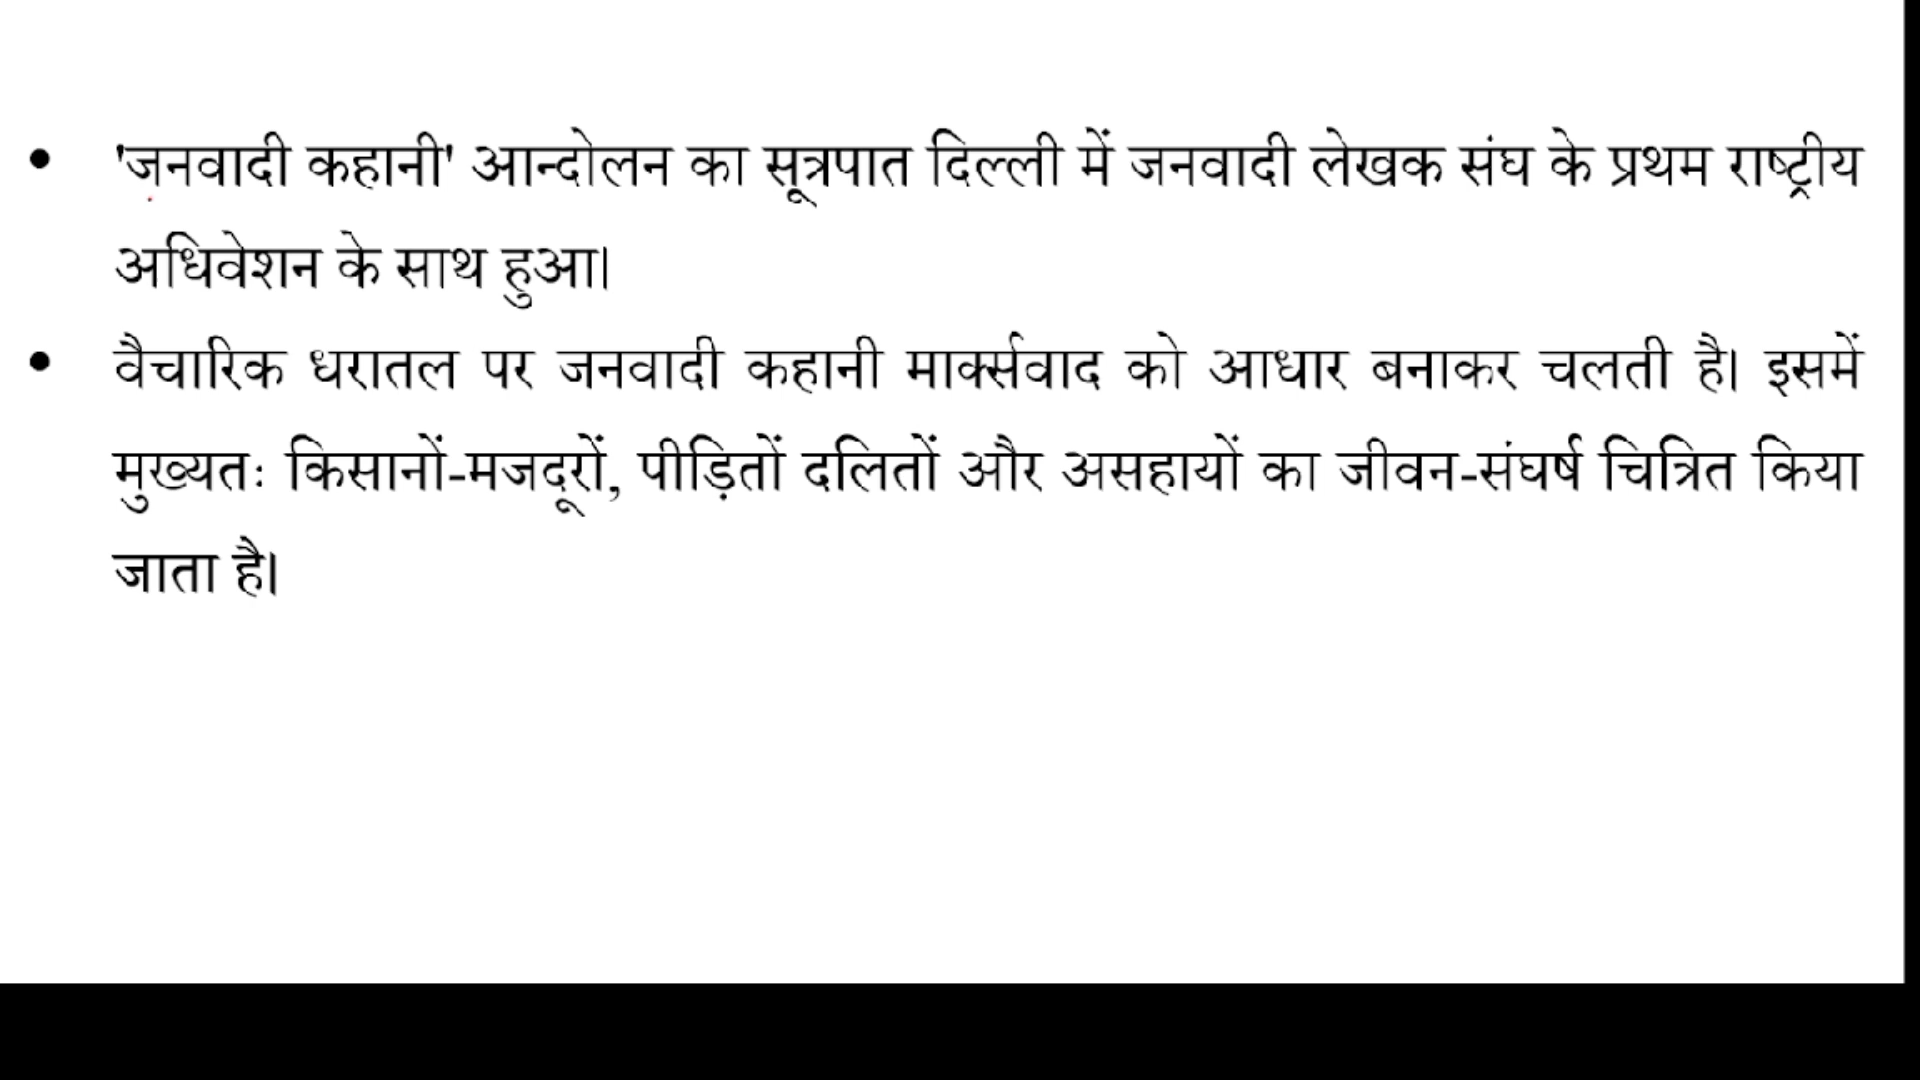 • 'जनवादी कहानी' आन्दोलन का सूत्रपात दिल्ली में जनवादी लेखक संघ के प्रथम राष्ट्रीय
अधिवेशन के साथ हुआ।
• वैचारिक धरातल पर जनवादी कहानी मार्क्सवाद को आधार बनाकर चलती है। इसमें
मुख्यतः किसानों-मजदूरों, पीड़ितों दलितों और असहायों का जीवन-संघर्ष चित्रित किया
जाता है।